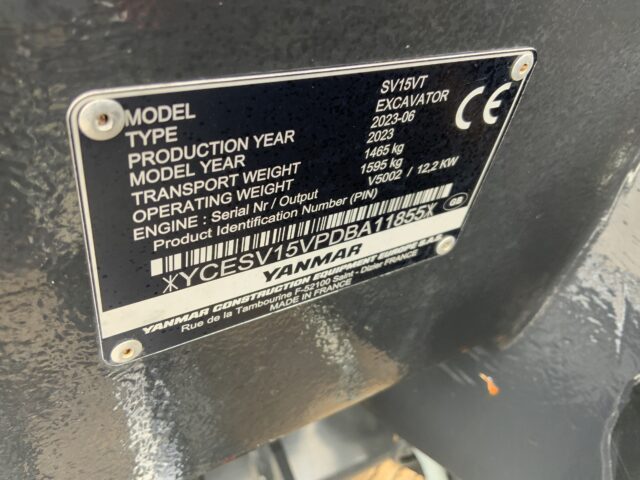 MODEL SV15VT
TYPE EXCAVATOR
PRODUCTION YEAR 2023-06
MODEL YEAR 2023
TRANSPORT WEIGHT 1465 kg
OPERATING WEIGHT 1595 kg
ENGINE : Serial Nr / Output V5002 / 12,2 KW
Product Identification Number (PIN)
CE
GB
*YCESV15VPDBA11855X
YANMAR
YANMAR CONSTRUCTION EQUIPMENT EUROPE S.A.S.
Rue de la Tambourine F-52100 Saint - Dizier FRANCE
MADE IN FRANCE